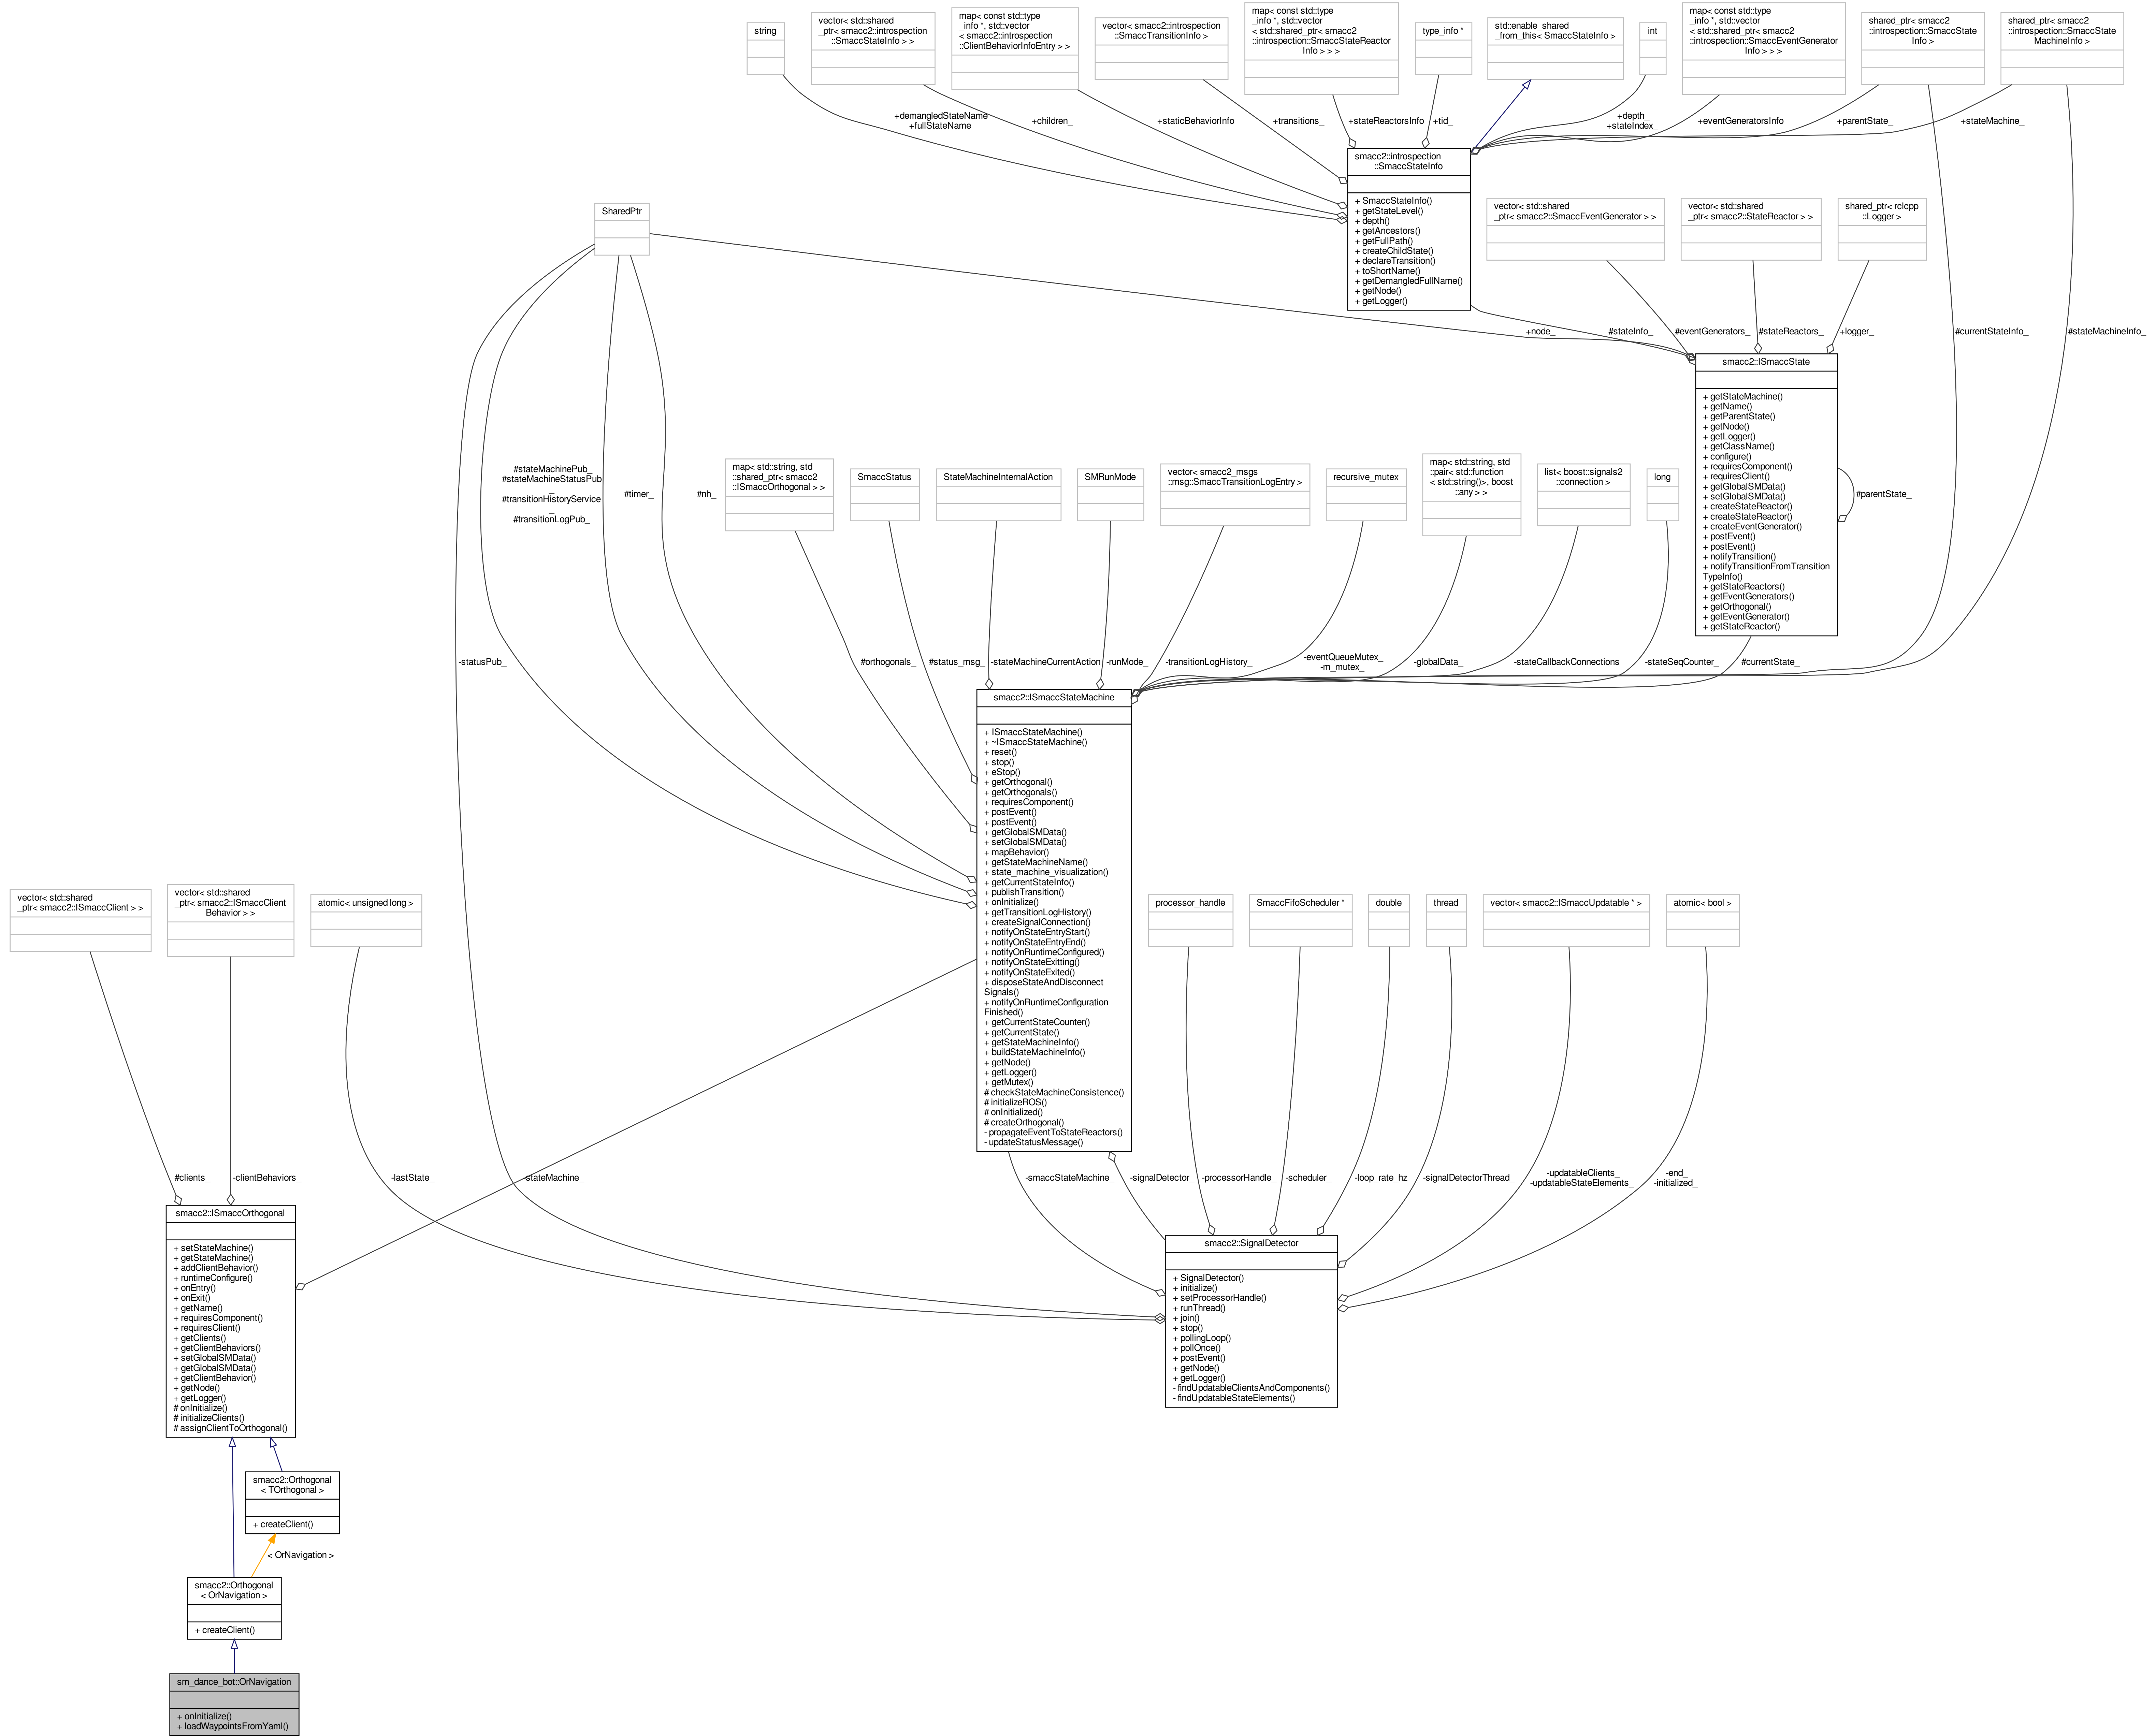 string
vector< std::shared
_ptr< smacc2::introspection
::SmaccStateInfo > >
map< const std::type
_info *, std::vector
< smacc2::introspection
::ClientBehaviorInfoEntry > >
vector< smacc2::introspection
::SmaccTransitionInfo >
map< const std::type
_info *, std::vector
< std::shared_ptr< smacc2
::introspection::SmaccStateReactor
Info > > >
type_info *
std::enable_shared
_from_this< SmaccStateInfo >
int
map< const std::type
_info *, std::vector
< std::shared_ptr< smacc2
::introspection::SmaccEventGenerator
Info > > >
shared_ptr< smacc2
::introspection::SmaccState
Info >
shared_ptr< smacc2
::introspection::SmaccState
MachineInfo >
+demangledStateName
+fullStateName
+children_
+staticBehaviorInfo
+transitions_
+stateReactorsInfo
+tid_
+depth_
+stateIndex_
+eventGeneratorsInfo
+parentState_
+stateMachine_
smacc2::introspection
::SmaccStateInfo
+ SmaccStateInfo()
+ getStateLevel()
+ depth()
+ getAncestors()
+ getFullPath()
+ createChildState()
+ declareTransition()
+ toShortName()
+ getDemangledFullName()
+ getNode()
+ getLogger()
SharedPtr
vector< std::shared
_ptr< smacc2::SmaccEventGenerator > >
vector< std::shared
_ptr< smacc2::StateReactor > >
shared_ptr< rclcpp
::Logger >
+node_
#stateInfo_
#eventGenerators_
#stateReactors_
+logger_
#currentStateInfo_
#stateMachineInfo_
smacc2::ISmaccState
+ getStateMachine()
+ getName()
+ getParentState()
+ getNode()
+ getLogger()
+ getClassName()
+ configure()
+ requiresComponent()
+ requiresClient()
+ getGlobalSMData()
+ setGlobalSMData()
+ createStateReactor()
+ createStateReactor()
+ createEventGenerator()
+ postEvent()
+ postEvent()
+ notifyTransition()
+ notifyTransitionFromTransition
TypeInfo()
+ getStateReactors()
+ getEventGenerators()
+ getOrthogonal()
+ getEventGenerator()
+ getStateReactor()
#parentState_
#stateMachinePub_
#stateMachineStatusPub
_
#transitionHistoryService
_
#transitionLogPub_
#timer_
#nh_
map< std::string, std
::shared_ptr< smacc2
::ISmaccOrthogonal > >
SmaccStatus
StateMachineInternalAction
SMRunMode
vector< smacc2_msgs
::msg::SmaccTransitionLogEntry >
recursive_mutex
map< std::string, std
::pair< std::function
< std::string()>, boost
::any > >
list< boost::signals2
::connection >
long
-statusPub_
#orthogonals_
#status_msg_
-stateMachineCurrentAction
-runMode_
-transitionLogHistory_
-eventQueueMutex_
-m_mutex_
-globalData_
-stateCallbackConnections
-stateSeqCounter_
#currentState_
smacc2::ISmaccStateMachine
+ ISmaccStateMachine()
+ ~ISmaccStateMachine()
+ reset()
+ stop()
+ eStop()
+ getOrthogonal()
+ getOrthogonals()
+ requiresComponent()
+ postEvent()
+ postEvent()
+ getGlobalSMData()
+ setGlobalSMData()
+ mapBehavior()
+ getStateMachineName()
+ state_machine_visualization()
+ getCurrentStateInfo()
+ publishTransition()
+ onInitialize()
+ getTransitionLogHistory()
+ createSignalConnection()
+ notifyOnStateEntryStart()
+ notifyOnStateEntryEnd()
+ notifyOnRuntimeConfigured()
+ notifyOnStateExitting()
+ notifyOnStateExited()
+ disposeStateAndDisconnect
Signals()
+ notifyOnRuntimeConfiguration
Finished()
+ getCurrentStateCounter()
+ getCurrentState()
+ getStateMachineInfo()
+ buildStateMachineInfo()
+ getNode()
+ getLogger()
+ getMutex()
# checkStateMachineConsistence()
# initializeROS()
# onInitialized()
# createOrthogonal()
- propagateEventToStateReactors()
- updateStatusMessage()
vector< std::shared
_ptr< smacc2::ISmaccClient > >
vector< std::shared
_ptr< smacc2::ISmaccClient
Behavior > >
atomic< unsigned long >
processor_handle
SmaccFifoScheduler *
double
thread
vector< smacc2::ISmaccUpdatable * >
atomic< bool >
#clients_
-clientBehaviors_
-lastState_
-stateMachine_
-smaccStateMachine_
-signalDetector_
-processorHandle_
-scheduler_
-loop_rate_hz
-signalDetectorThread_
-updatableClients_
-updatableStateElements_
-end_
-initialized_
smacc2::ISmaccOrthogonal
+ setStateMachine()
+ getStateMachine()
+ addClientBehavior()
+ runtimeConfigure()
+ onEntry()
+ onExit()
+ getName()
+ requiresComponent()
+ requiresClient()
+ getClients()
+ getClientBehaviors()
+ setGlobalSMData()
+ getGlobalSMData()
+ getClientBehavior()
+ getNode()
+ getLogger()
# onInitialize()
# initializeClients()
# assignClientToOrthogonal()
smacc2::SignalDetector
+ SignalDetector()
+ initialize()
+ setProcessorHandle()
+ runThread()
+ join()
+ stop()
+ pollingLoop()
+ pollOnce()
+ postEvent()
+ getNode()
+ getLogger()
- findUpdatableClientsAndComponents()
- findUpdatableStateElements()
smacc2::Orthogonal
< TOrthogonal >
+ createClient()
< OrNavigation >
smacc2::Orthogonal
< OrNavigation >
+ createClient()
sm_dance_bot::OrNavigation
+ onInitialize()
+ loadWaypointsFromYaml()